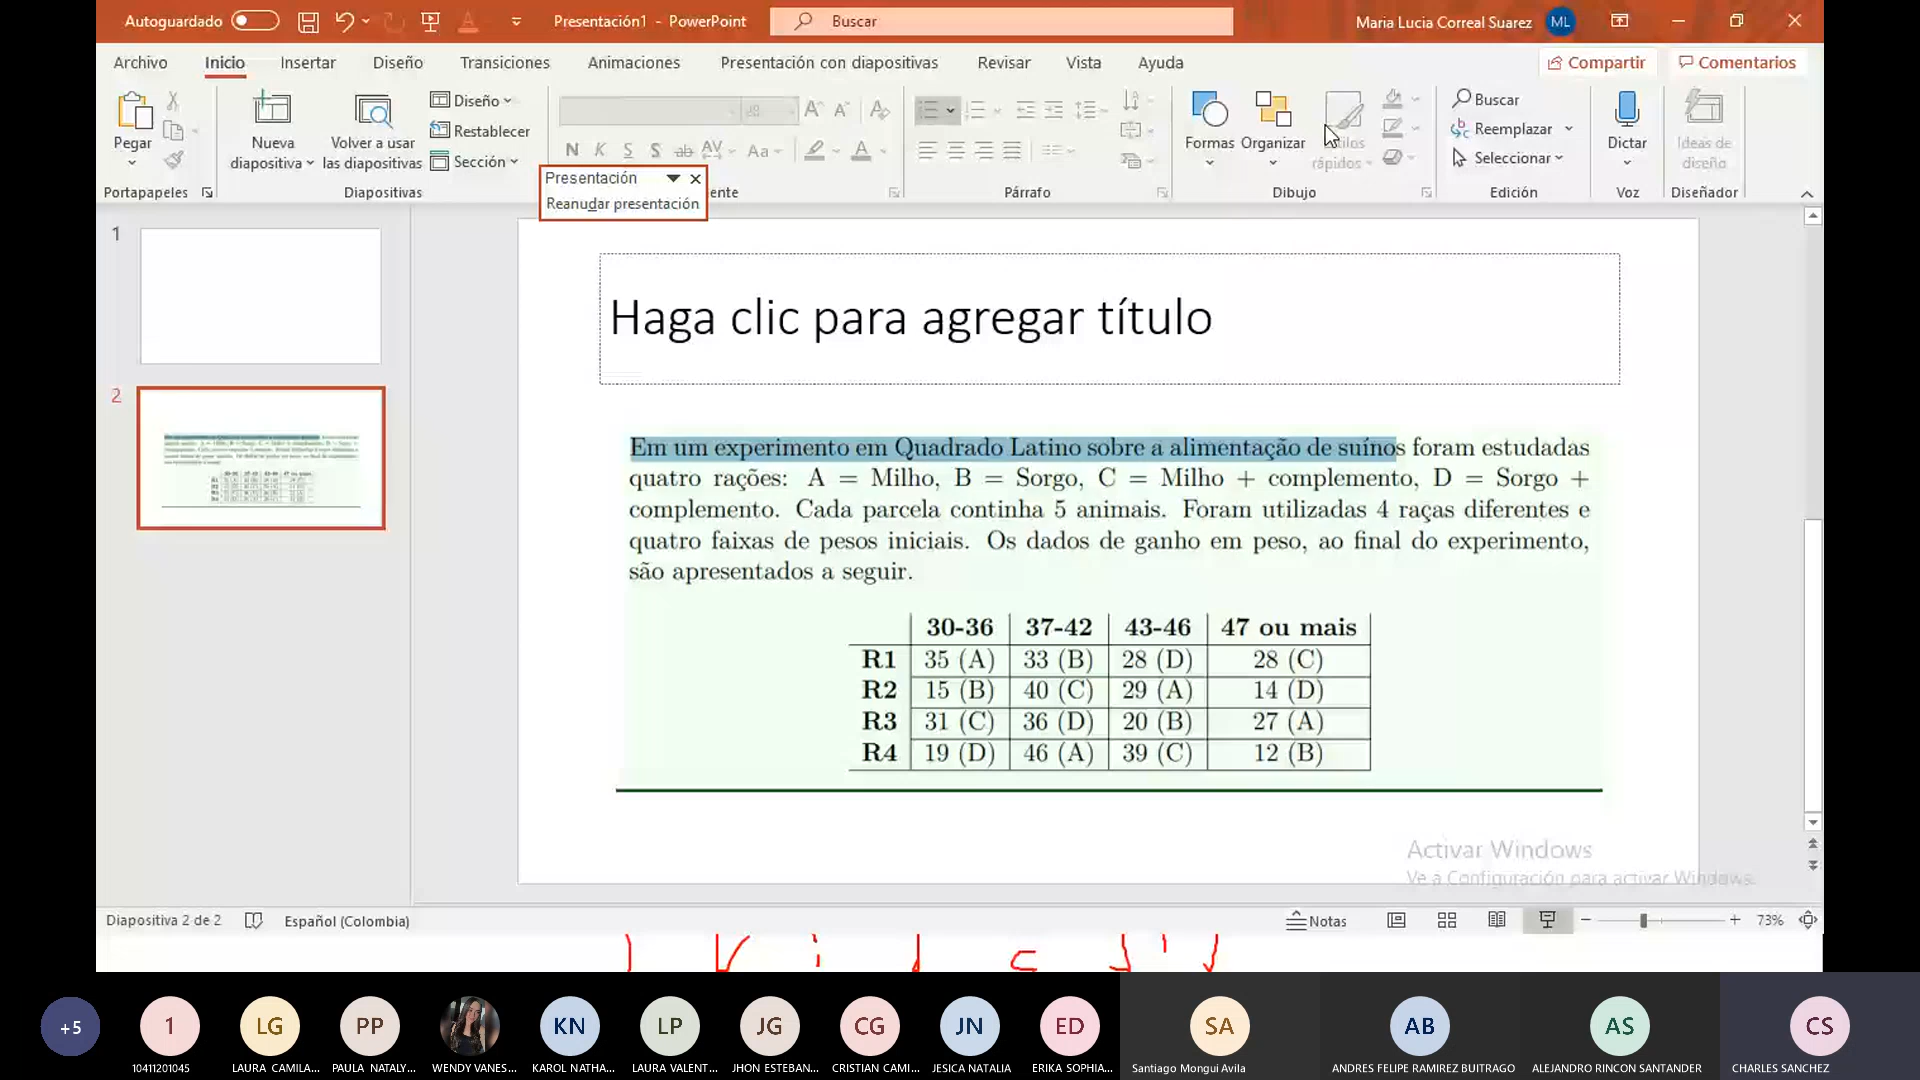 Autoguardado
Presentación1 - PowerPoint
Buscar
Maria Lucia Correal Suarez
ML
Archivo Inicio Insertar Diseño Transiciones Animaciones Presentación con diapositivas Revisar Vista Ayuda
Compartir Comentarios
Pegar
Nueva diapositiva
Volver a usar las diapositivas
Diseño
Restablecer
Sección
N K S S ab AV Aa A
Formas
Organizar
rápidos
Buscar
Reemplazar
Seleccionar
Dictar
Ideas de diseño
Portapapeles
Diapositivas
Párrafo
Dibujo
Edición
Voz
Diseñador
Presentación
Reanudar presentación
1
2
Haga clic para agregar título
Em um experimento em Quadrado Latino sobre a alimentação de suínos foram estudadas
quatro rações: A = Milho, B = Sorgo, C = Milho + complemento, D = Sorgo +
complemento. Cada parcela continha 5 animais. Foram utilizadas 4 raças diferentes e
quatro faixas de pesos iniciais. Os dados de ganho em peso, ao final do experimento,
são apresentados a seguir.
30-36 37-42 43-46 47 ou mais
R1 35 (A) 33 (B) 28 (D) 28 (C)
R2 15 (B) 40 (C) 29 (A) 14 (D)
R3 31 (C) 36 (D) 20 (B) 27 (A)
R4 19 (D) 46 (A) 39 (C) 12 (B)
Activar Windows
Ve a Configuración para activar Windows.
Diapositiva 2 de 2
Español (Colombia)
Notas
73%
+5 1 LG PP KN LP JG CG JN ED SA AB AS CS
10411201045
LAURA CAMILA...
PAULA NATALY...
WENDY VANES...
KAROL NATHA...
LAURA VALENT...
JHON ESTEBAN...
CRISTIAN CAMI...
JESICA NATALIA
ERIKA SOPHIA...
Santiago Mongui Avila
ANDRES FELIPE RAMIREZ BUITRAGO
ALEJANDRO RINCON SANTANDER
CHARLES SANCHEZ